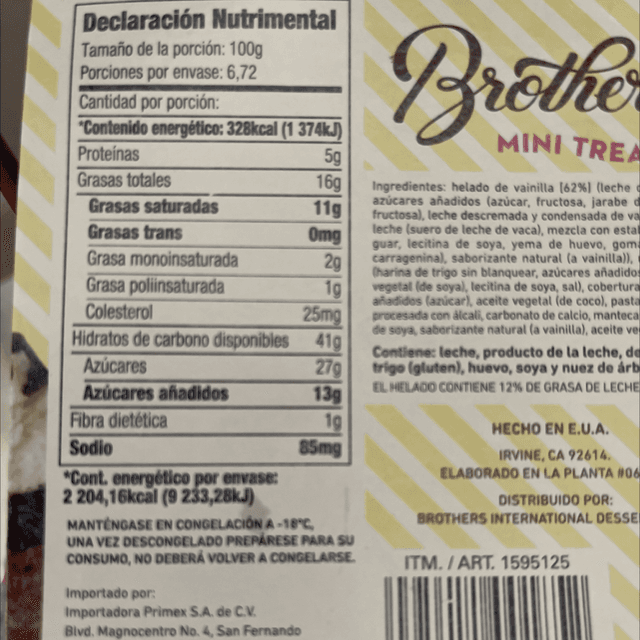 Declaración Nutrimental
Tamaño de la porción: 100g
Porciones por envase: 6,72
Cantidad por porción:
*Contenido energético: 328kcal (1 374kJ)
Proteínas 5g
Grasas totales 16g
Grasas saturadas 11g
Grasas trans 0mg
Grasa monoinsaturada 2g
Grasa poliinsaturada 1g
Colesterol 25mg
Hidratos de carbono disponibles 41g
Azúcares 27g
Azúcares añadidos 13g
Fibra dietética 1g
Sodio 85mg
*Cont. energético por envase:
2 204,16kcal (9 233,28kJ)
MANTÉNGASE EN CONGELACIÓN A -18°C,
UNA VEZ DESCONGELADO PREPÁRESE PARA SU
CONSUMO, NO DEBERÁ VOLVER A CONGELARSE.
Importado por:
Importadora Primex S.A. de C.V.
Blvd. Magnocentro No. 4, San Fernando
Brother
MINI TREA
Ingredientes: helado de vainilla [62%] (leche
azúcares añadidos (azúcar, fructosa, jarabe d
fructosa), leche descremada y condensada de va
leche (suero de leche de vaca), mezcla con estal
guar, lecitina de soya, yema de huevo, gom
carragenina), saborizante natural (a vainilla)),
(harina de trigo sin blanquear, azúcares añadido
vegetal (de soya), lecitina de soya, sal), cobertura
añadidos (azúcar), aceite vegetal (de coco), pasta
procesada con álcali, carbonato de calcio, manteca
de soya, saborizante natural (a vainilla), aceite ve
Contiene: leche, producto de la leche, de
trigo (gluten), huevo, soya y nuez de árb
EL HELADO CONTIENE 12% DE GRASA DE LECHE
HECHO EN E.U.A.
IRVINE, CA 92614.
ELABORADO EN LA PLANTA #06
DISTRIBUIDO POR:
BROTHERS INTERNATIONAL DESSE
ITM. / ART. 1595125